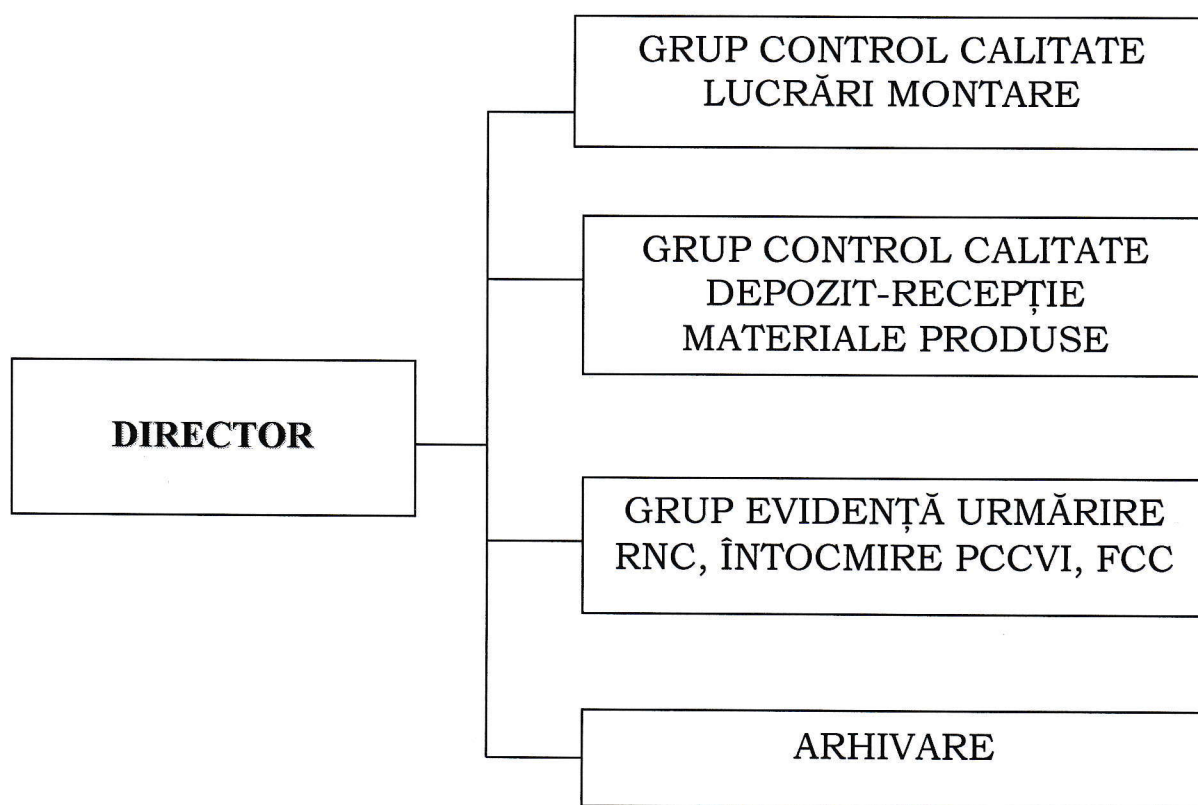 GRUP CONTROL CALITATE
LUCRĂRI MONTARE
GRUP CONTROL CALITATE
DEPOZIT-RECEPȚIE
MATERIALE PRODUSE
DIRECTOR
GRUP EVIDENȚĂ URMĂRIRE
RNC, ÎNTOCMIRE PCCVI, FCC
ARHIVARE